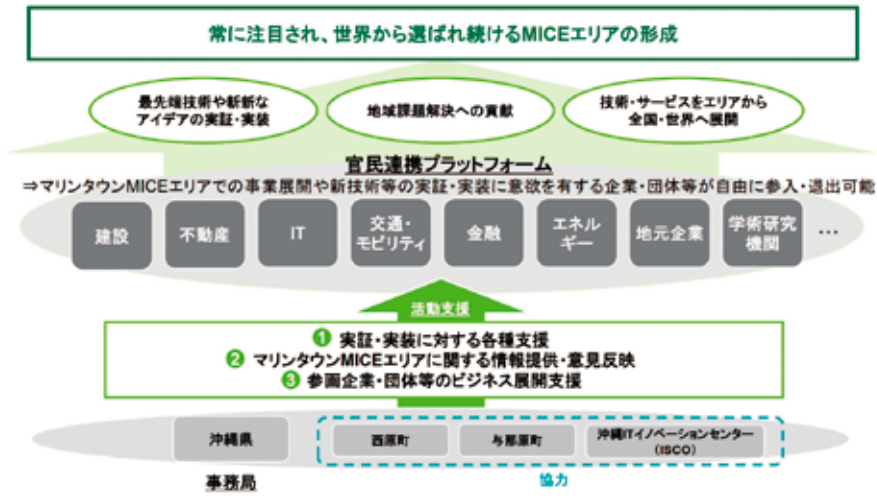 常に注目され、世界から選ばれ続けるMICEエリアの形成
最先端技術や斬新な
アイデアの実証・実装
地域課題解決への貢献
技術・サービスをエリアから
全国・世界へ展開
官民連携プラットフォーム
⇒マリンタウンMICEエリアでの事業展開や新技術等の実証・実装に意欲を有する企業・団体等が自由に参入・退出可能
建設
不動産
IT
交通・
モビリティ
金融
エネル
ギー
地元企業
学術研究
機関
…
活動支援
① 実証・実装に対する各種支援
② マリンタウンMICEエリアに関する情報提供・意見反映
③ 参画企業・団体等のビジネス展開支援
沖縄県
西原町
与那原町
沖縄ITイノベーションセンター
(ISCO)
事務局
協力